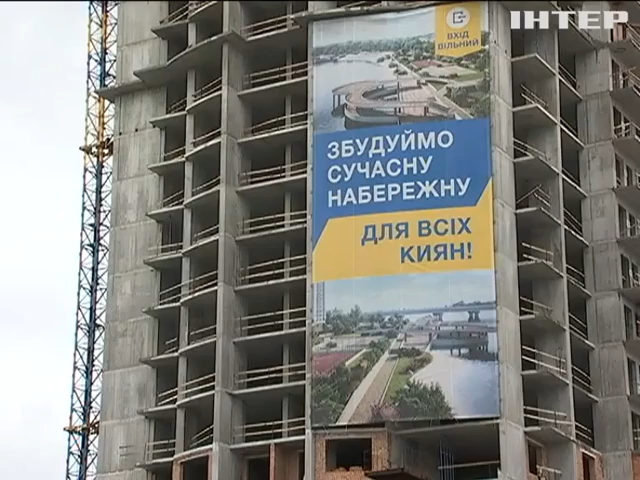 ІНТЕР
ВХІД
ВІЛЬНИЙ
ЗБУДУЙМО
СУЧАСНУ
НАБЕРЕЖНУ
ДЛЯ ВСІХ
КИЯН!